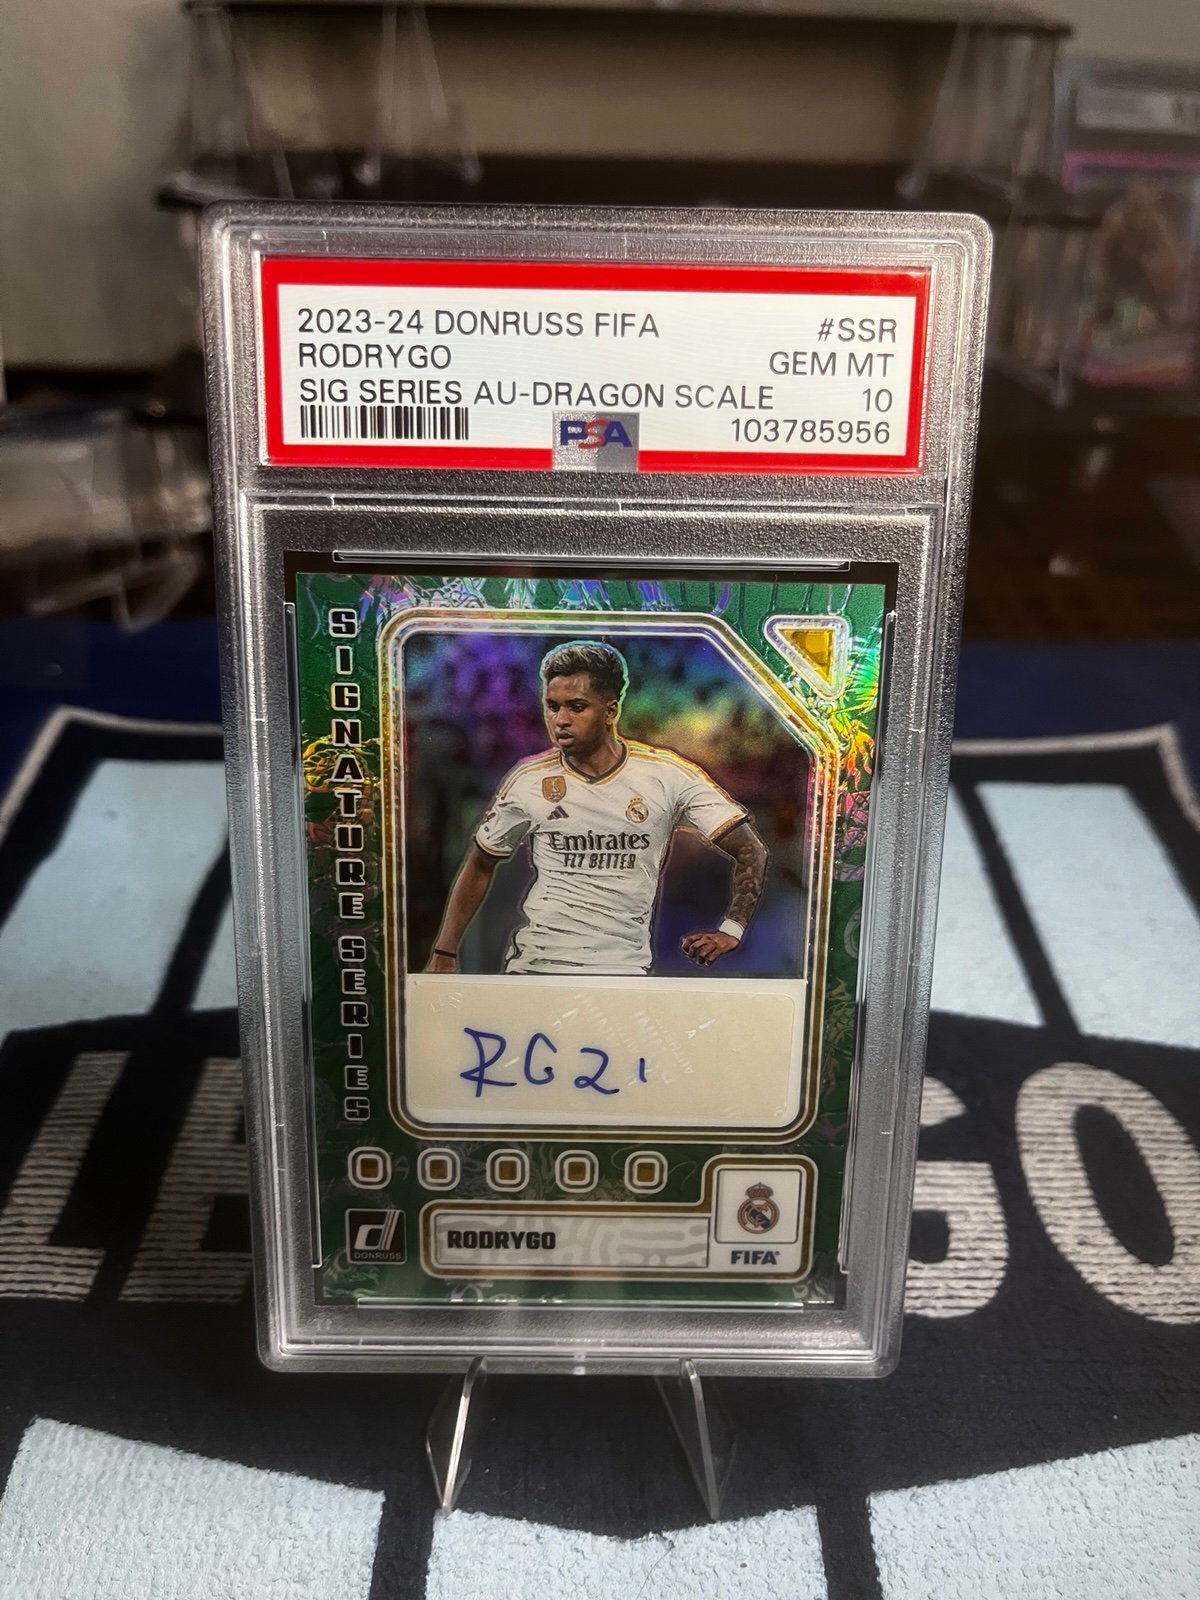 2023-24 DONRUSS FIFA #SSR
RODRYGO GEM MT
SIG SERIES AU-DRAGON SCALE 10
PSA 103785956
SIGNATURE SERIES
Emirates
FLY BETTER
RG21
DONRUSS
RODRYGO
FIFA